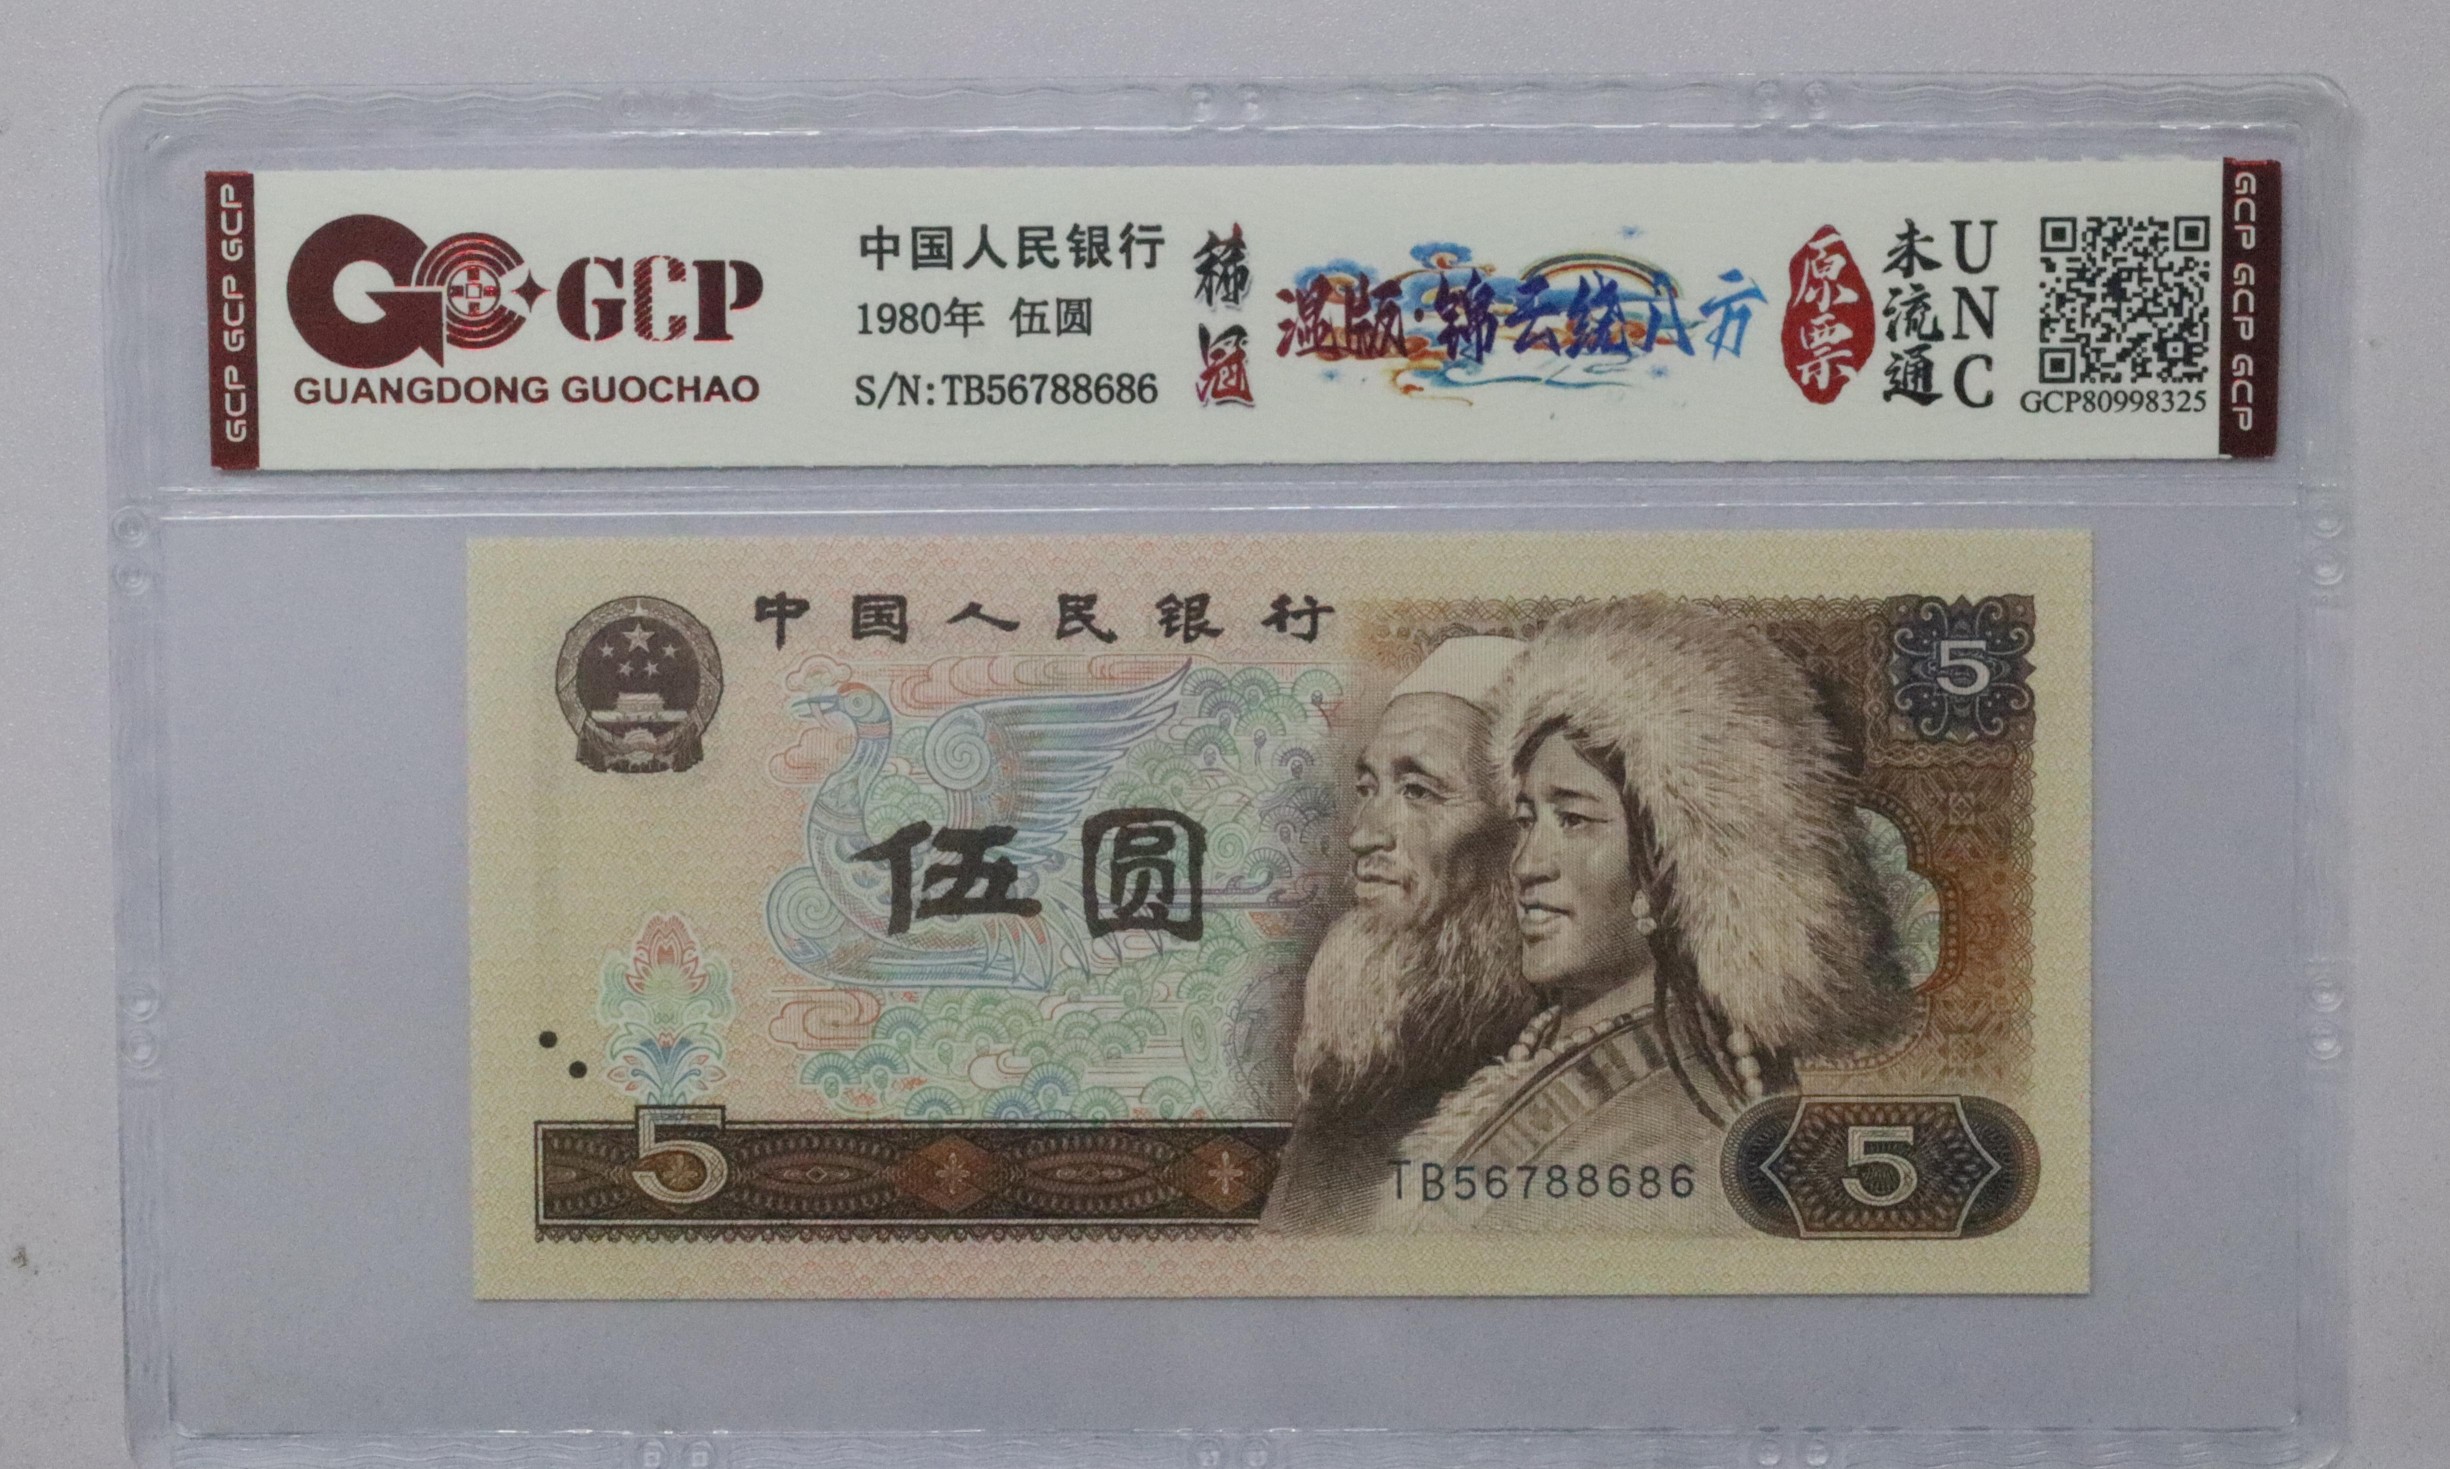 GCP GCP GCP
GCP
GUANGDONG GUOCHAO
中国人民银行
1980年 伍圆
S/N:TB56788686
稀冠
湿版·锦云绕八方
原票
未流通
UNC
GCP80998325
GCP GCP GCP
中国人民银行
5
伍圆
5
TB56788686
5